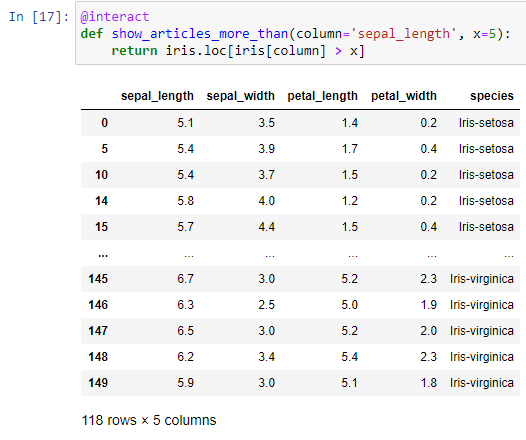 In [17]: @interact
def show_articles_more_than(column='sepal_length', x=5):
    return iris.loc[iris[column] > x]
sepal_length sepal_width petal_length petal_width species
0 5.1 3.5 1.4 0.2 Iris-setosa
5 5.4 3.9 1.7 0.4 Iris-setosa
10 5.4 3.7 1.5 0.2 Iris-setosa
14 5.8 4.0 1.2 0.2 Iris-setosa
15 5.7 4.4 1.5 0.4 Iris-setosa
... ... ... ... ... ...
145 6.7 3.0 5.2 2.3 Iris-virginica
146 6.3 2.5 5.0 1.9 Iris-virginica
147 6.5 3.0 5.2 2.0 Iris-virginica
148 6.2 3.4 5.4 2.3 Iris-virginica
149 5.9 3.0 5.1 1.8 Iris-virginica
118 rows × 5 columns